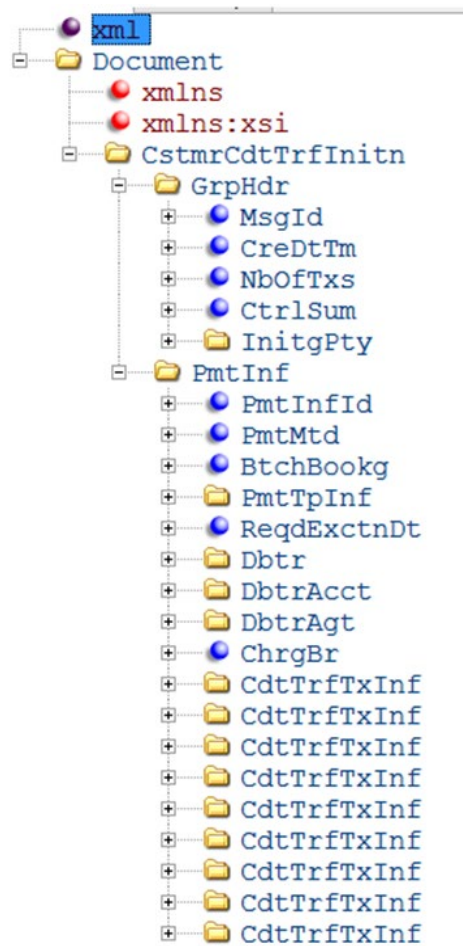 xml
Document
xmlns
xmlns:xsi
CstmrCdtTrfInitn
GrpHdr
MsgId
CreDtTm
NbOfTxs
CtrlSum
InitgPty
PmtInf
PmtInfId
PmtMtd
BtchBookg
PmtTpInf
ReqdExctnDt
Dbtr
DbtrAcct
DbtrAgt
ChrgBr
CdtTrfTxInf
CdtTrfTxInf
CdtTrfTxInf
CdtTrfTxInf
CdtTrfTxInf
CdtTrfTxInf
CdtTrfTxInf
CdtTrfTxInf
CdtTrfTxInf